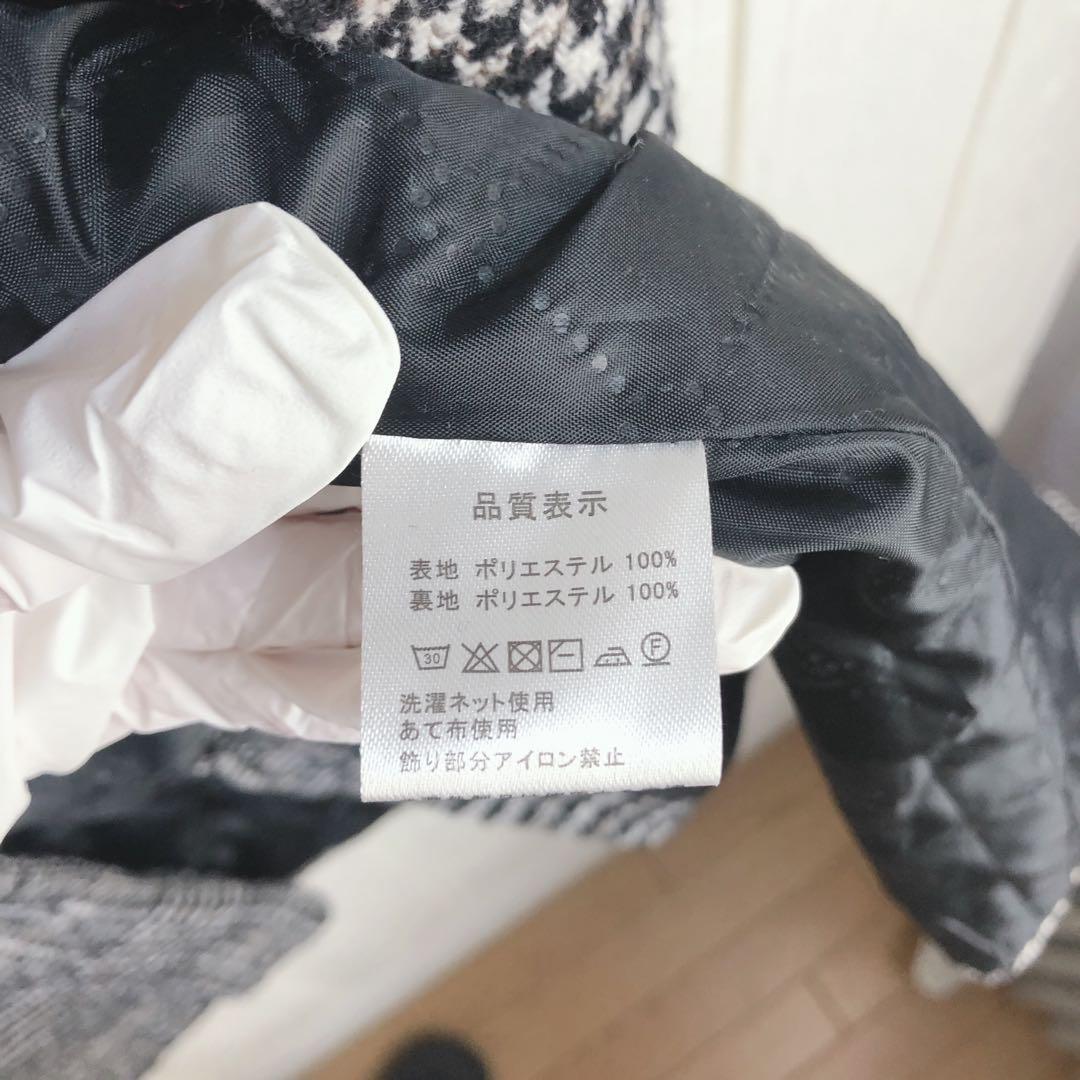 品質表示
表地 ポリエステル 100%
裏地 ポリエステル 100%
30 F
洗濯ネット使用
あて布使用
飾り部分アイロン禁止